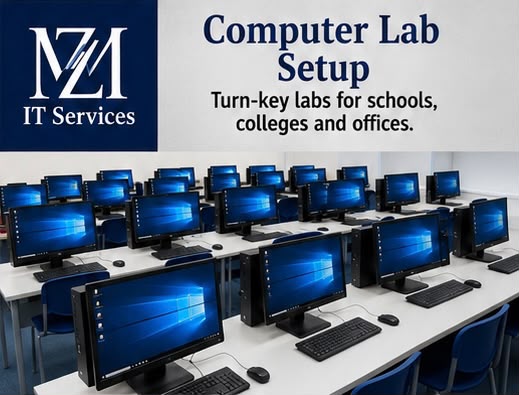 MZM
IT Services
Computer Lab
Setup
Turn-key labs for schools,
colleges and offices.